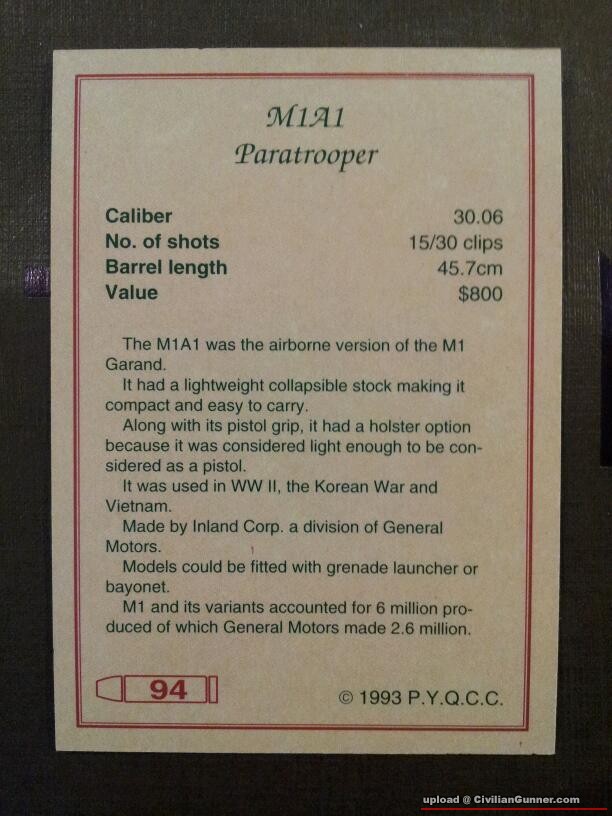 M1A1
Paratrooper
Caliber 30.06
No. of shots 15/30 clips
Barrel length 45.7cm
Value $800
The M1A1 was the airborne version of the M1
Garand.
It had a lightweight collapsible stock making it
compact and easy to carry.
Along with its pistol grip, it had a holster option
because it was considered light enough to be con-
sidered as a pistol.
It was used in WW II, the Korean War and
Vietnam.
Made by Inland Corp. a division of General
Motors.
Models could be fitted with grenade launcher or
bayonet.
M1 and its variants accounted for 6 million pro-
duced of which General Motors made 2.6 million.
94 © 1993 P.Y.Q.C.C.
upload @ CivilianGunner.com